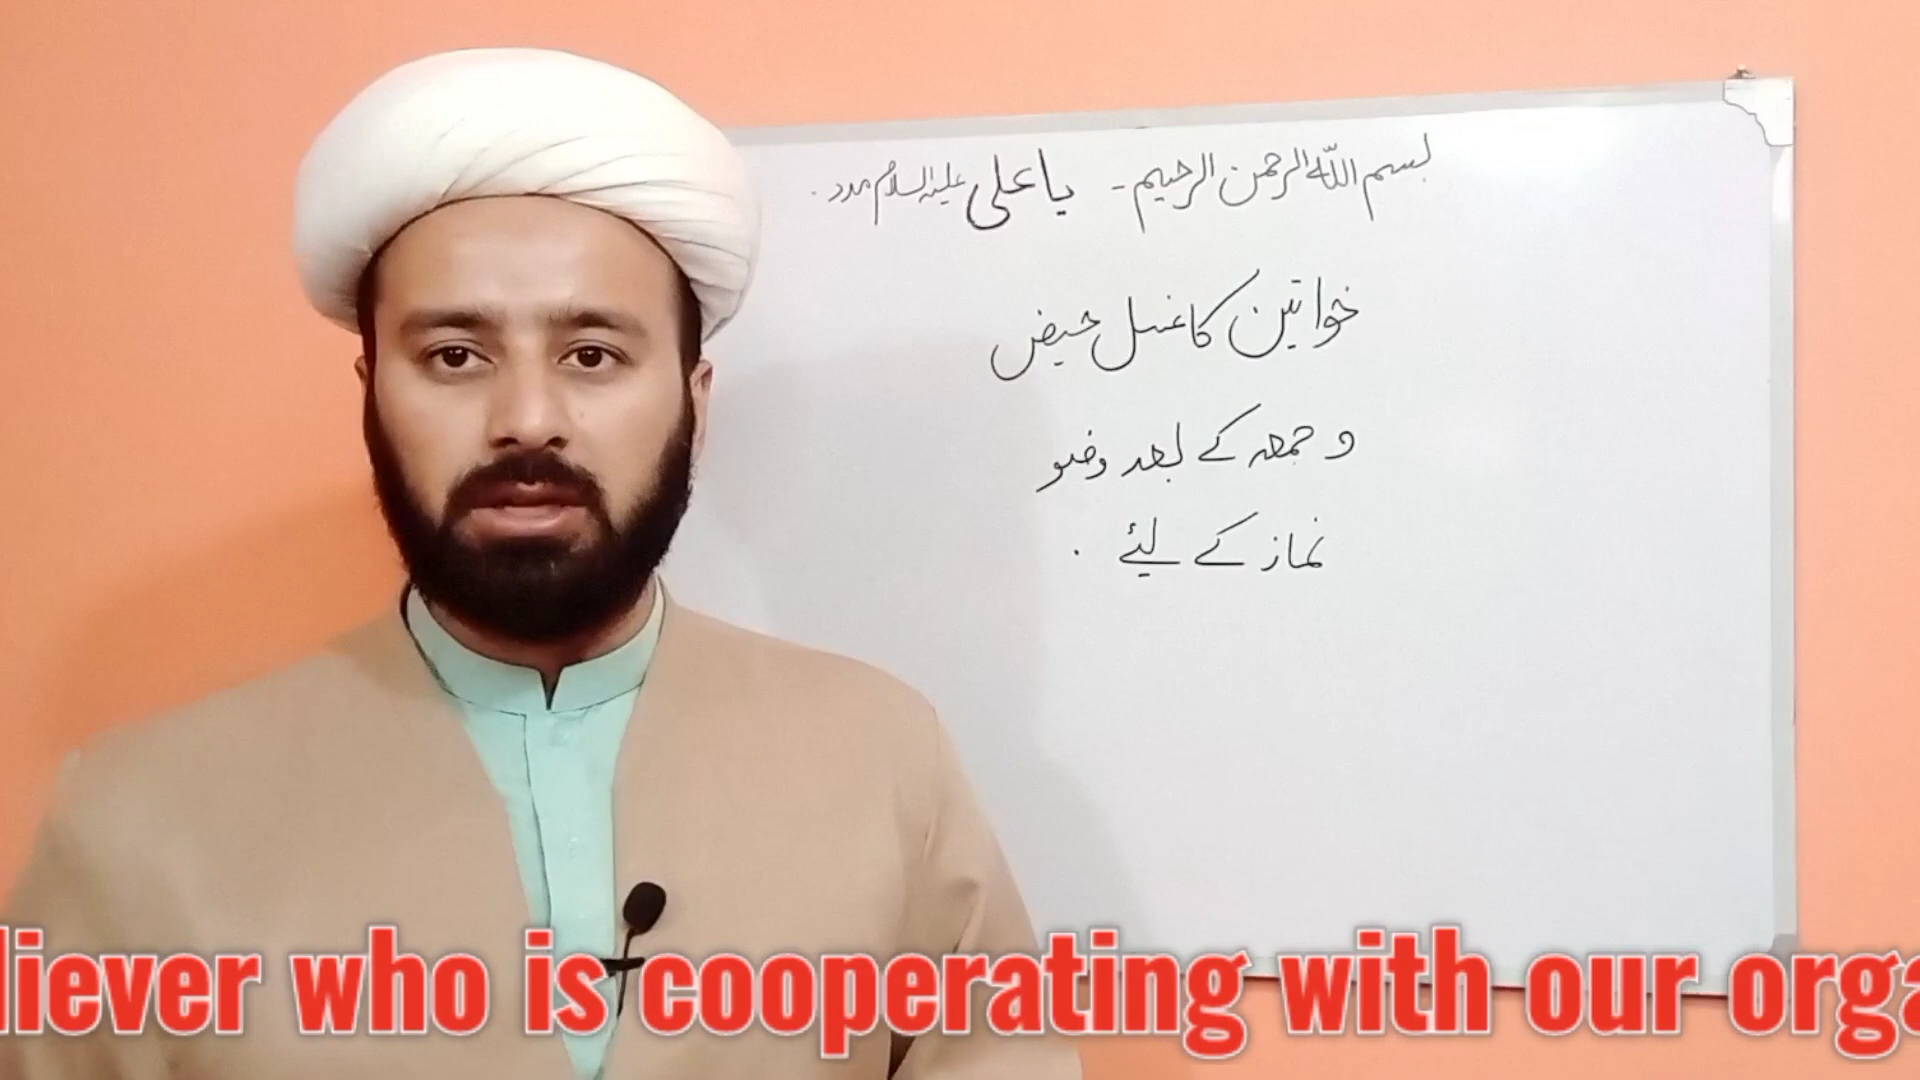 بسم اللہ الرحمن الرحیم - یا علی علیہ السلام مدد .
خواتین کا غسل حیض
و جمعہ کے بعد وضو
نماز کے لیئے .
liever who is cooperating with our orga